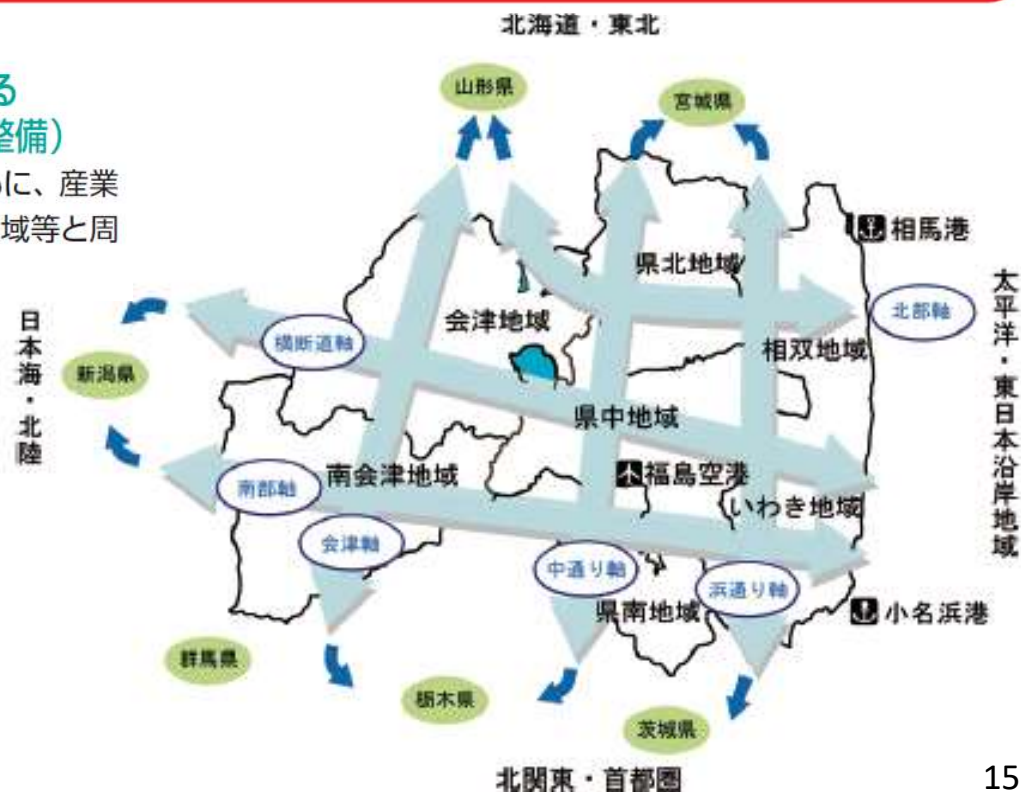 北海道・東北
る
整備）
に、産業
域等と周
山形県
宮城県
相馬港
県北地域
太平洋・東日本沿岸地域
北部軸
会津地域
日本海・北陸
横断道軸
相双地域
新潟県
県中地域
南会津地域
福島空港
南部軸
いわき地域
会津軸
中通り軸
浜通り軸
県南地域
小名浜港
群馬県
栃木県
茨城県
北関東・首都圏
15